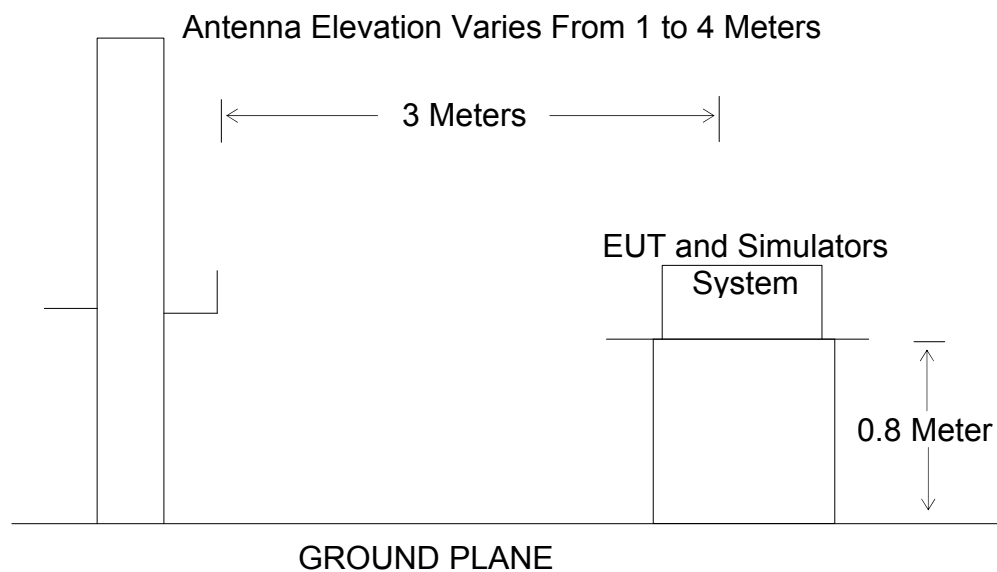 Antenna Elevation Varies From 1 to 4 Meters
3 Meters
EUT and Simulators
System
0.8 Meter
GROUND PLANE